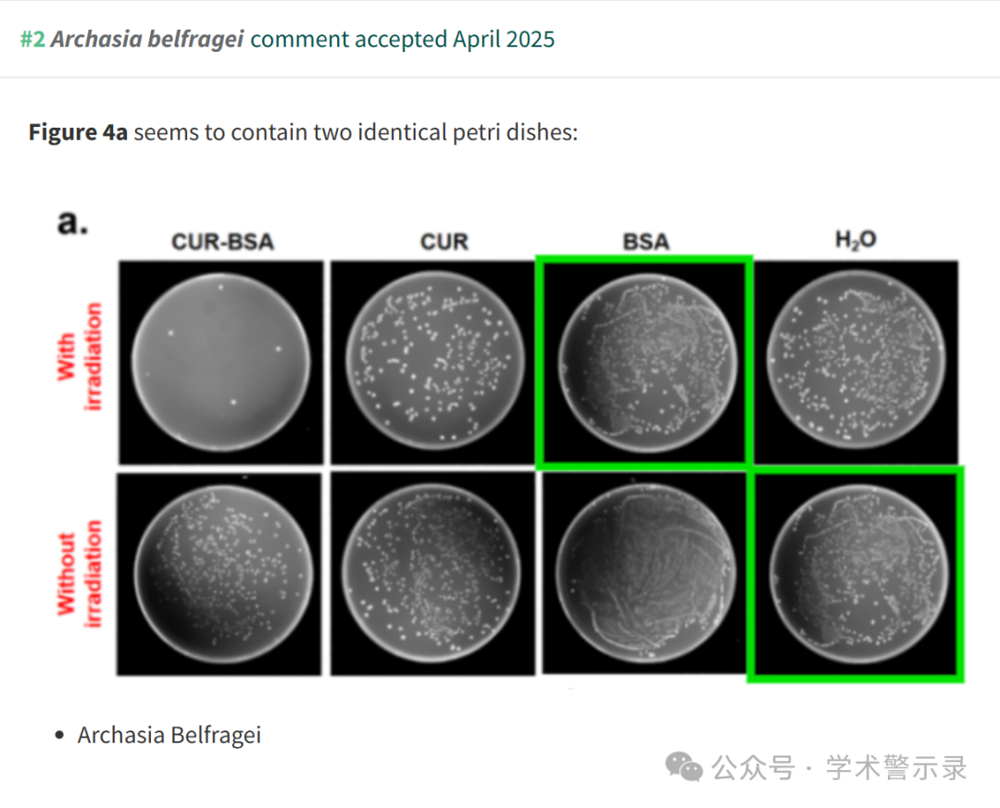 #2 Archasia belfragei comment accepted April 2025
Figure 4a seems to contain two identical petri dishes:
a.
CUR-BSA CUR BSA H₂O
With
irradiation
Without
irradiation
• Archasia Belfragei
公众号 · 学术警示录